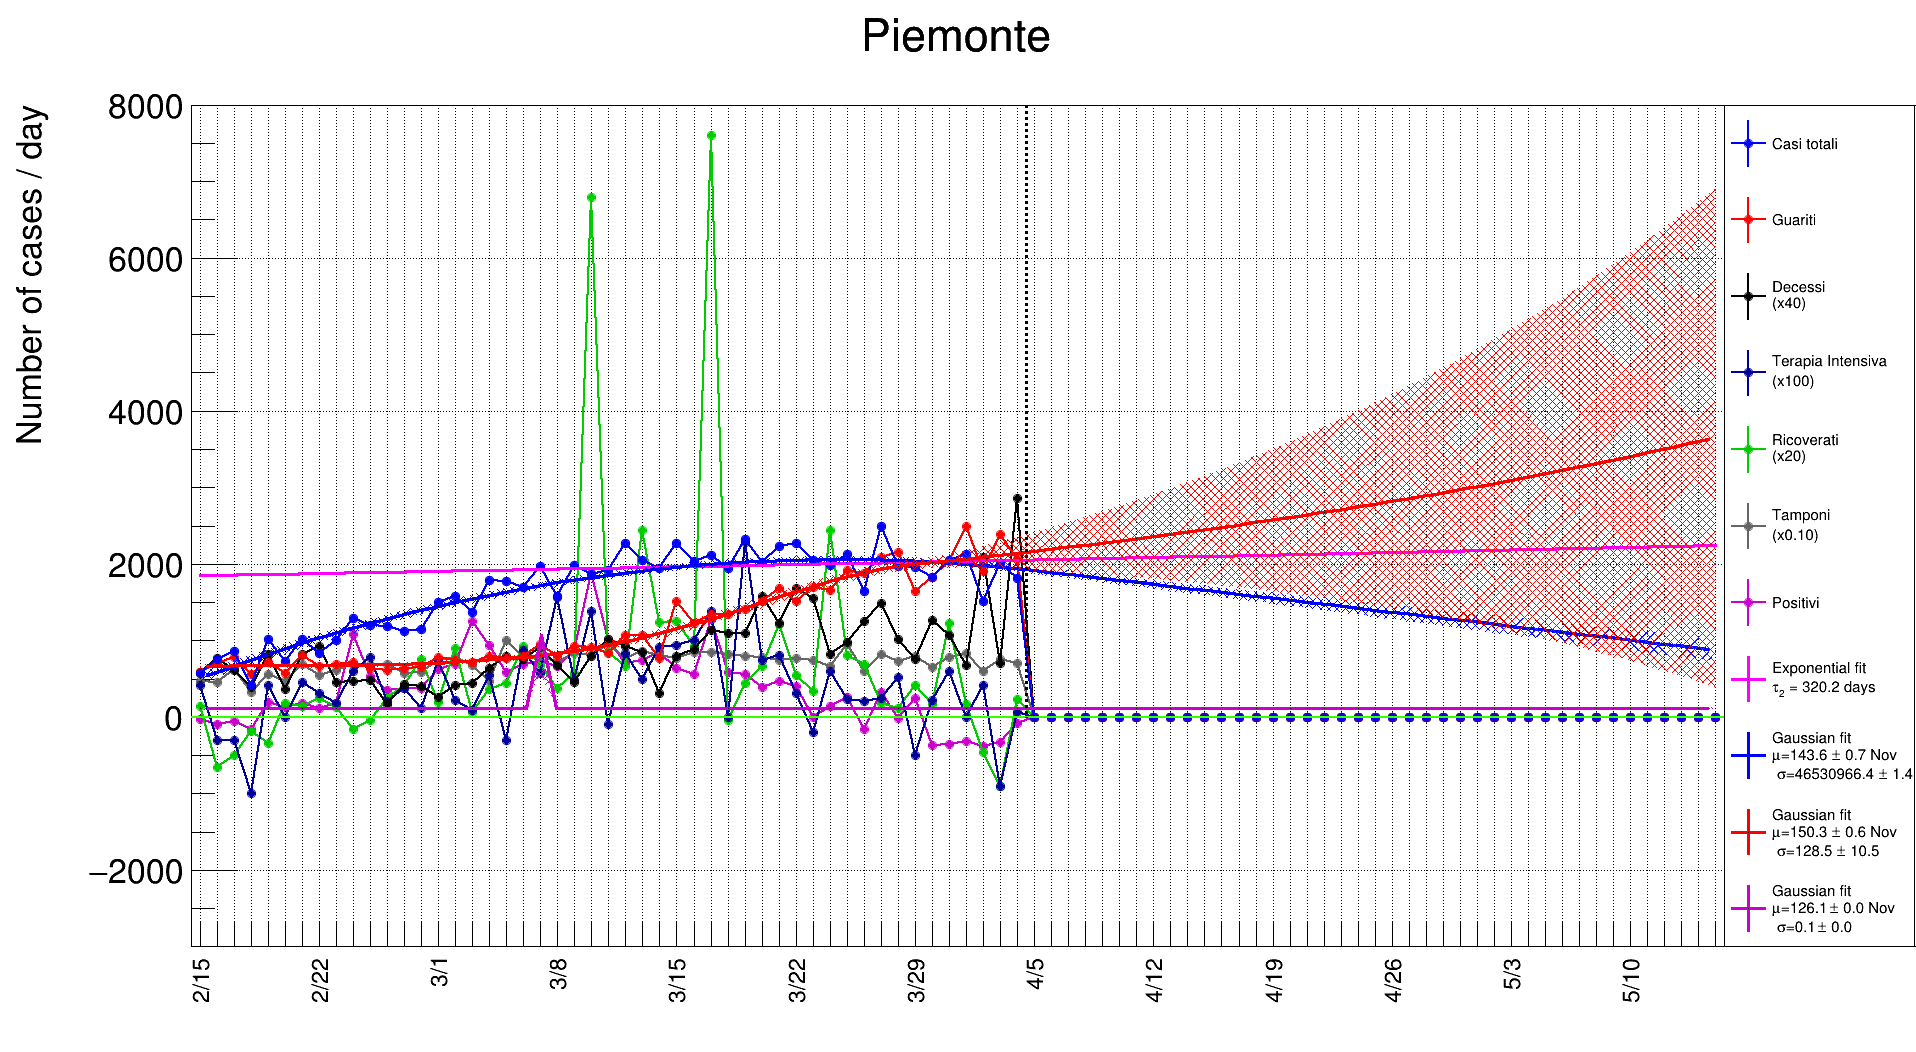 Piemonte
Number of cases / day
8000
6000
4000
2000
0
−2000
2/15
2/22
3/1
3/8
3/15
3/22
3/29
4/5
4/12
4/19
4/26
5/3
5/10
Casi totali
Guariti
Decessi
(x40)
Terapia Intensiva
(x100)
Ricoverati
(x20)
Tamponi
(x0.10)
Positivi
Exponential fit
τ2 = 320.2 days
Gaussian fit
μ=143.6 ± 0.7 Nov
σ=46530966.4 ± 1.4
Gaussian fit
μ=150.3 ± 0.6 Nov
σ=128.5 ± 10.5
Gaussian fit
μ=126.1 ± 0.0 Nov
σ=0.1 ± 0.0